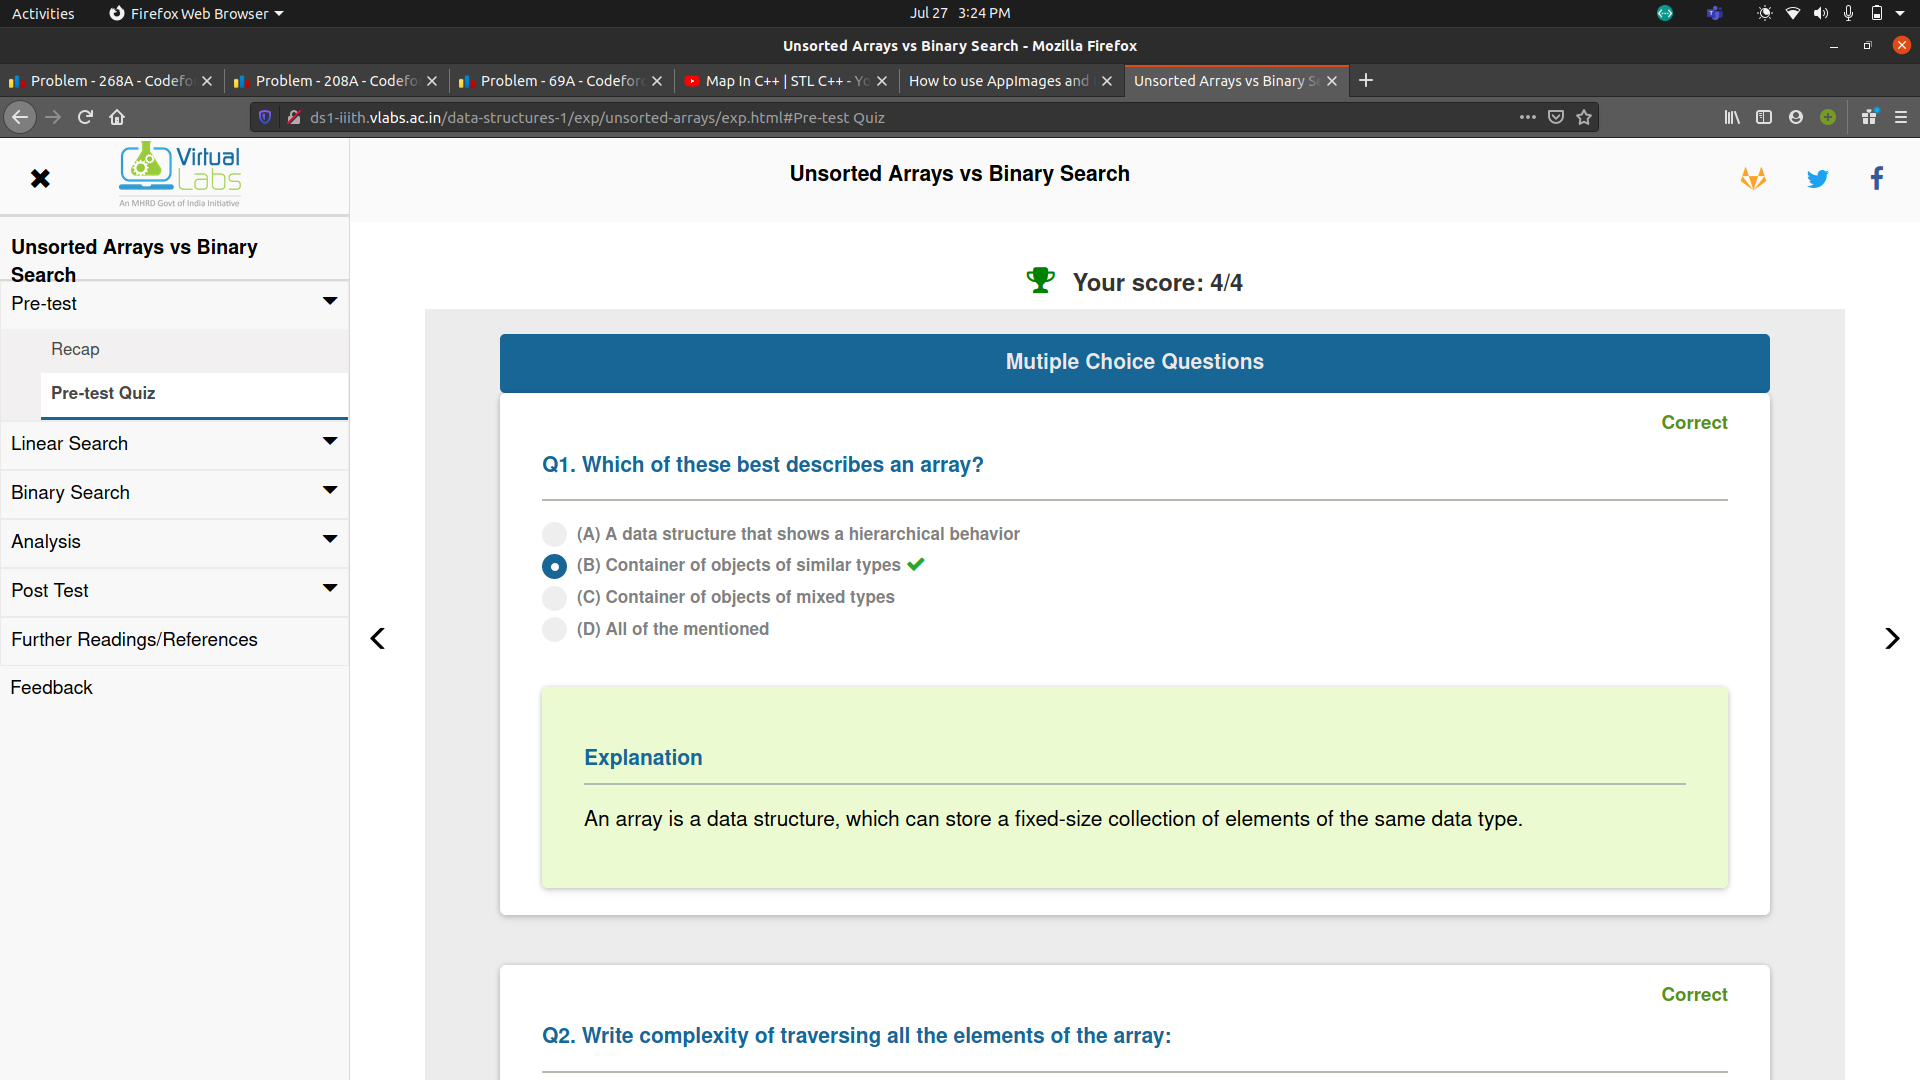 Activities
Firefox Web Browser
Jul 27 3:24 PM
Unsorted Arrays vs Binary Search - Mozilla Firefox
Problem - 268A - Codefo
Problem - 208A - Codefo
Problem - 69A - Codefor
Map In C++ | STL C++ - Yo
How to use AppImages and
Unsorted Arrays vs Binary S
ds1-iiith.vlabs.ac.in/data-structures-1/exp/unsorted-arrays/exp.html#Pre-test Quiz
Virtual
Labs
An MHRD Govt of India Initiative
Unsorted Arrays vs Binary Search
Unsorted Arrays vs Binary
Search
Pre-test
Recap
Pre-test Quiz
Linear Search
Binary Search
Analysis
Post Test
Further Readings/References
Feedback
Your score: 4/4
Mutiple Choice Questions
Correct
Q1. Which of these best describes an array?
(A) A data structure that shows a hierarchical behavior
(B) Container of objects of similar types
(C) Container of objects of mixed types
(D) All of the mentioned
Explanation
An array is a data structure, which can store a fixed-size collection of elements of the same data type.
Correct
Q2. Write complexity of traversing all the elements of the array: